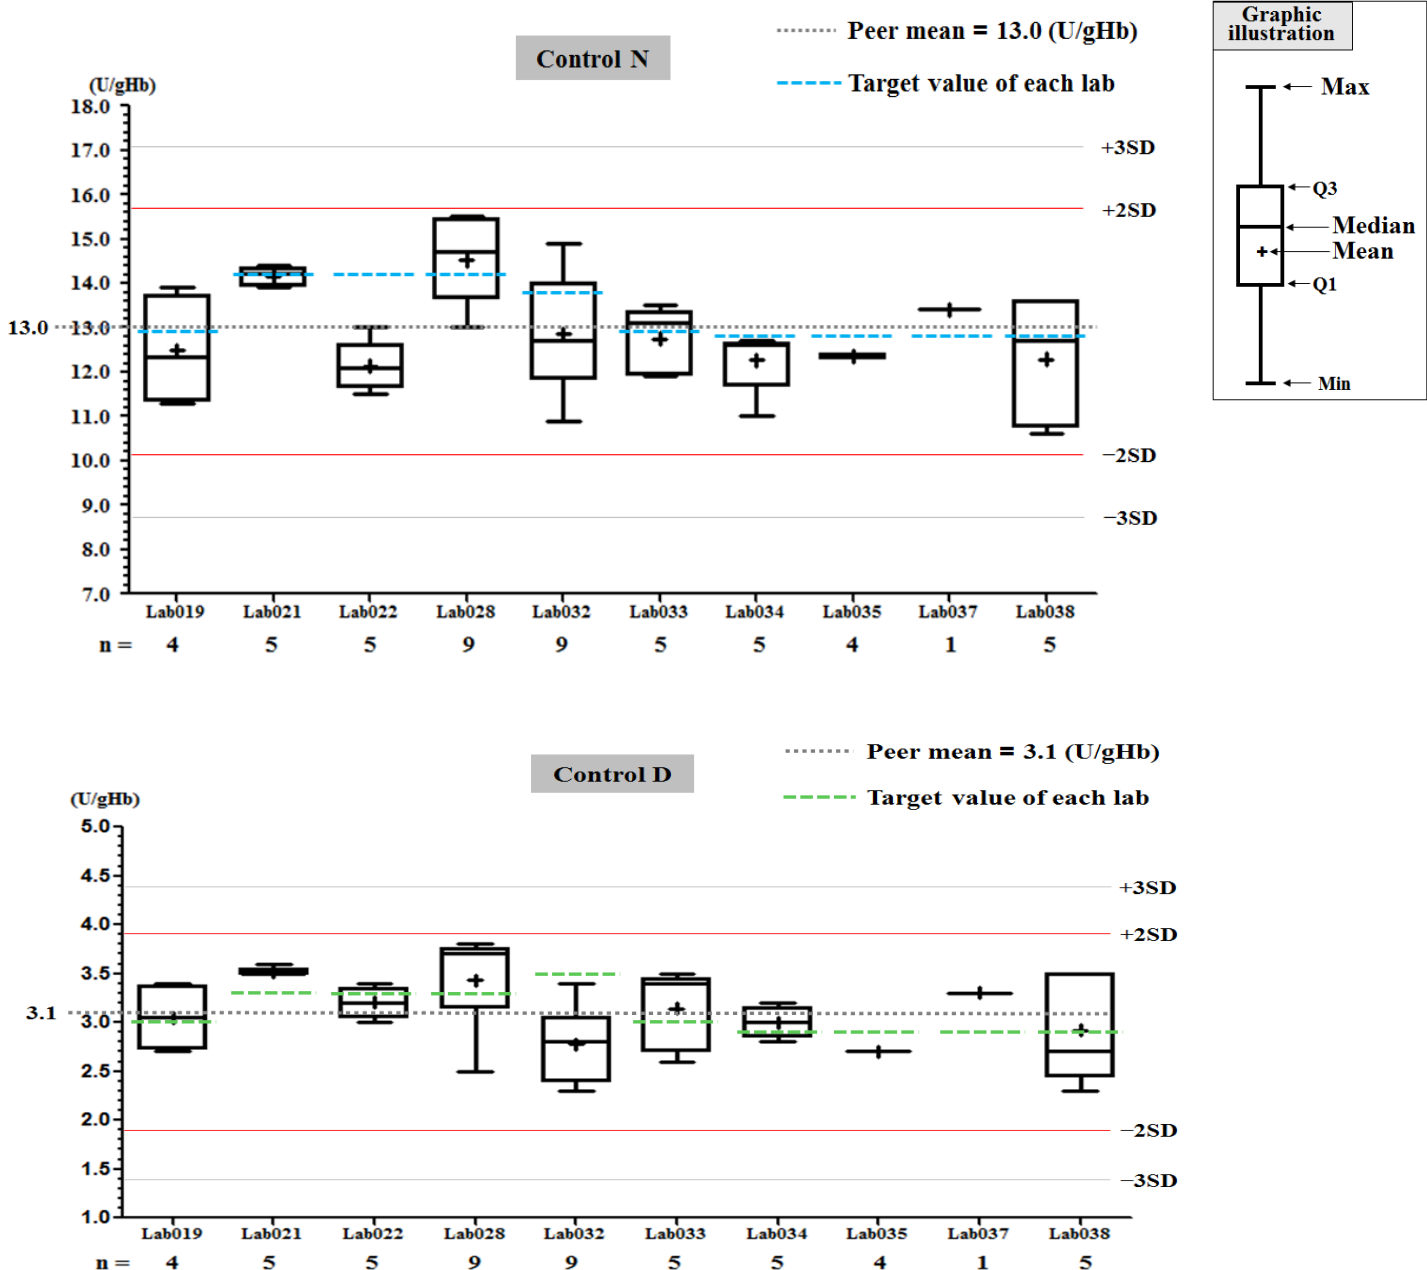 Control N
Peer mean = 13.0 (U/gHb)
Target value of each lab
(U/gHb)
18.0
17.0
16.0
15.0
14.0
13.0
12.0
11.0
10.0
9.0
8.0
7.0
13.0
+3SD
+2SD
−2SD
−3SD
Lab019 Lab021 Lab022 Lab028 Lab032 Lab033 Lab034 Lab035 Lab037 Lab038
n = 4 5 5 9 9 5 5 4 1 5
Graphic
illustration
Max
Q3
Median
Mean
Q1
Min
Control D
Peer mean = 3.1 (U/gHb)
Target value of each lab
(U/gHb)
5.0
4.5
4.0
3.5
3.0
2.5
2.0
1.5
1.0
3.1
+3SD
+2SD
−2SD
−3SD
Lab019 Lab021 Lab022 Lab028 Lab032 Lab033 Lab034 Lab035 Lab037 Lab038
n = 4 5 5 9 9 5 5 4 1 5